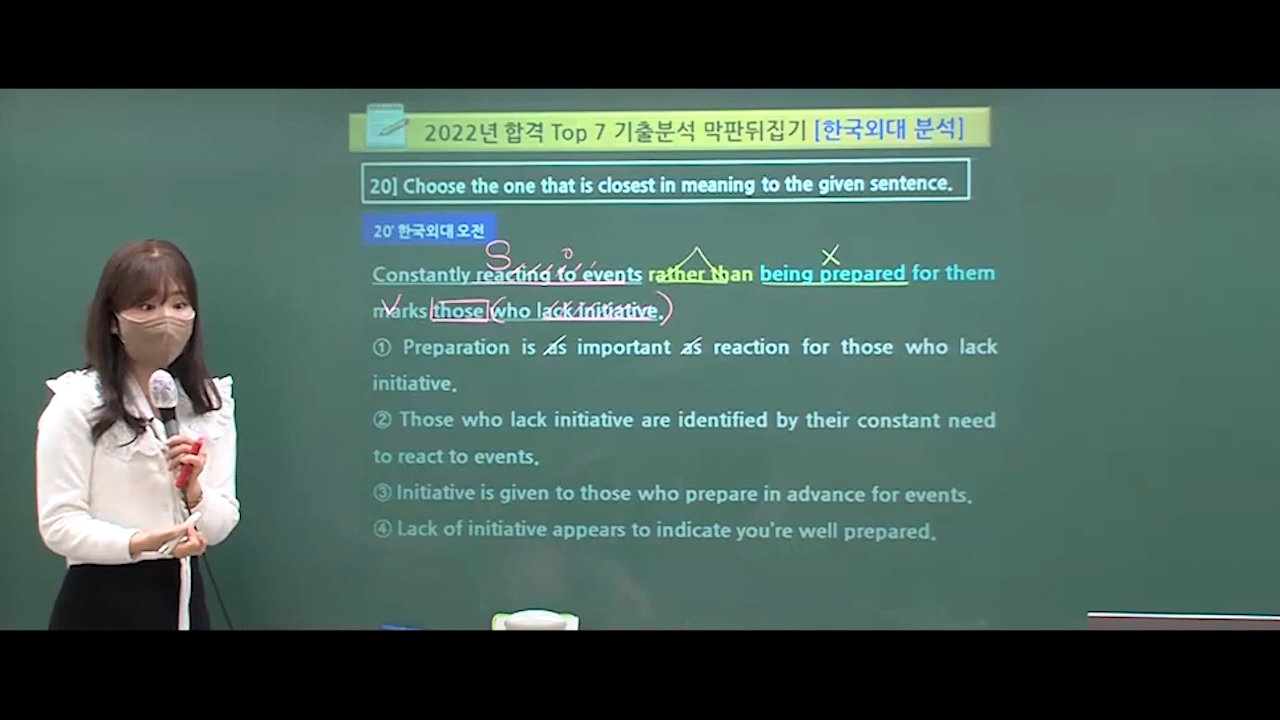 2022년 합격 Top 7 기출분석 막판뒤집기 [한국외대 분석]
20] Choose the one that is closest in meaning to the given sentence.
20' 한국외대 오전
S o X
Constantly reacting to events rather than being prepared for them
V
marks those who lack initiative.
① Preparation is as important as reaction for those who lack
initiative.
② Those who lack initiative are identified by their constant need
to react to events.
③ Initiative is given to those who prepare in advance for events.
④ Lack of initiative appears to indicate you're well prepared.